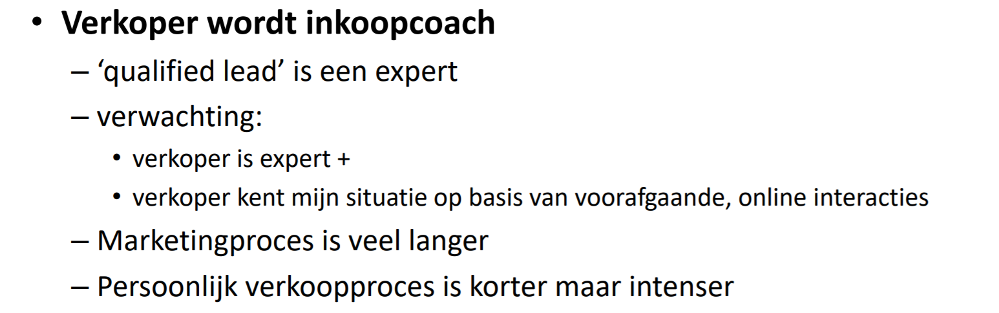 • Verkoper wordt inkoopcoach
– ‘qualified lead’ is een expert
– verwachting:
• verkoper is expert +
• verkoper kent mijn situatie op basis van voorafgaande, online interacties
– Marketingproces is veel langer
– Persoonlijk verkoopproces is korter maar intenser